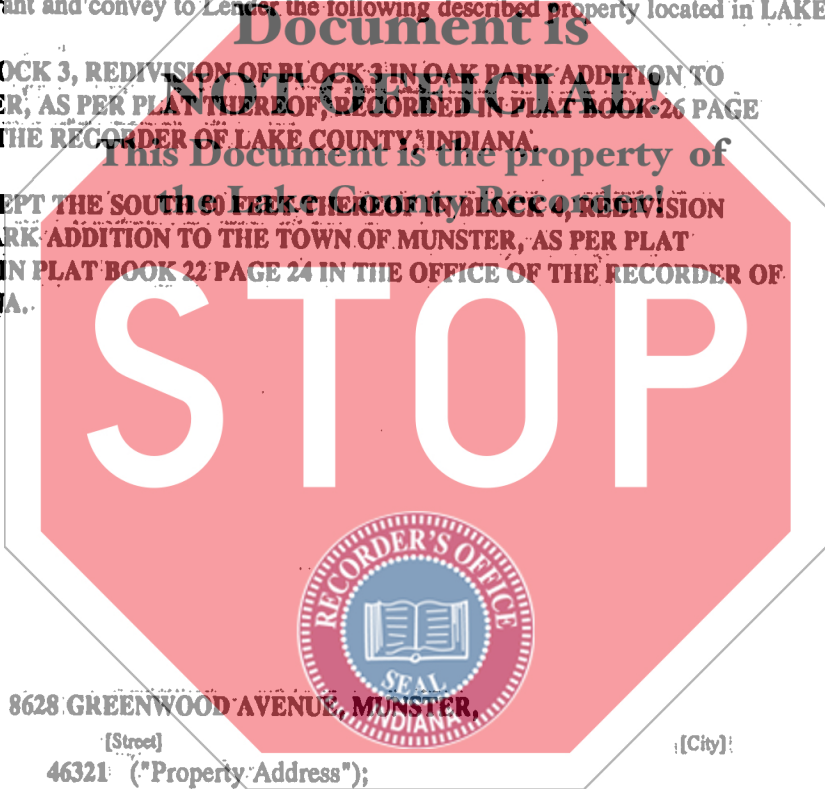 ant and convey to Lender the following described property located in LAKE
Document is
OCK 3, REDIVISION OF BLOCK 3 IN OAK PARK ADDITION TO
NOT OFFICIAL!
ER, AS PER PLAT THEREOF, RECORDED IN PLAT BOOK 26 PAGE
THE RECORDER OF LAKE COUNTY, INDIANA.
This Document is the property of
the Lake County Recorder!
EPT THE SOUTH THEREOF IN BLOCK 4, REDIVISION
ARK ADDITION TO THE TOWN OF MUNSTER, AS PER PLAT
IN PLAT BOOK 22 PAGE 24 IN THE OFFICE OF THE RECORDER OF
A.
STOP
RECORDER'S OFFICE
SEAL
INDIANA
8628 GREENWOOD AVENUE, MUNSTER,
[Street] [City]
46321 ("Property Address");